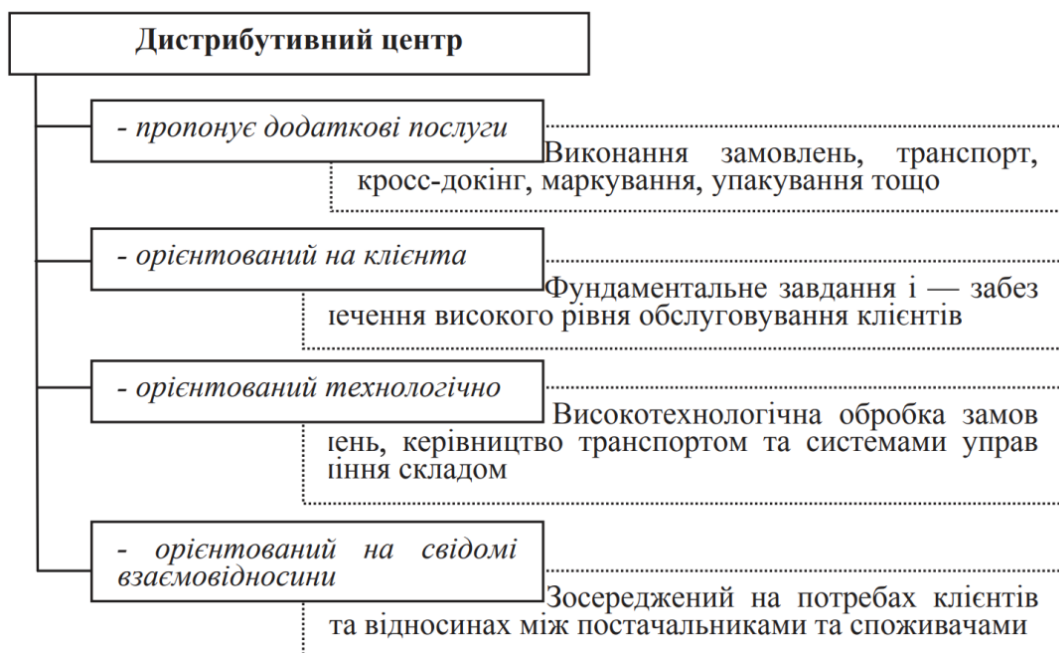 Дистрибутивний центр
- пропонує додаткові послуги
Виконання замовлень, транспорт,
кросс-докінг, маркування, упакування тощо
- орієнтований на клієнта
Фундаментальне завдання і — забез
печення високого рівня обслуговування клієнтів
- орієнтований технологічно
Високотехнологічна обробка замов
лень, керівництво транспортом та системами управ
ління складом
- орієнтований на свідомі
взаємовідносини
Зосереджений на потребах клієнтів
та відносинах між постачальниками та споживачами